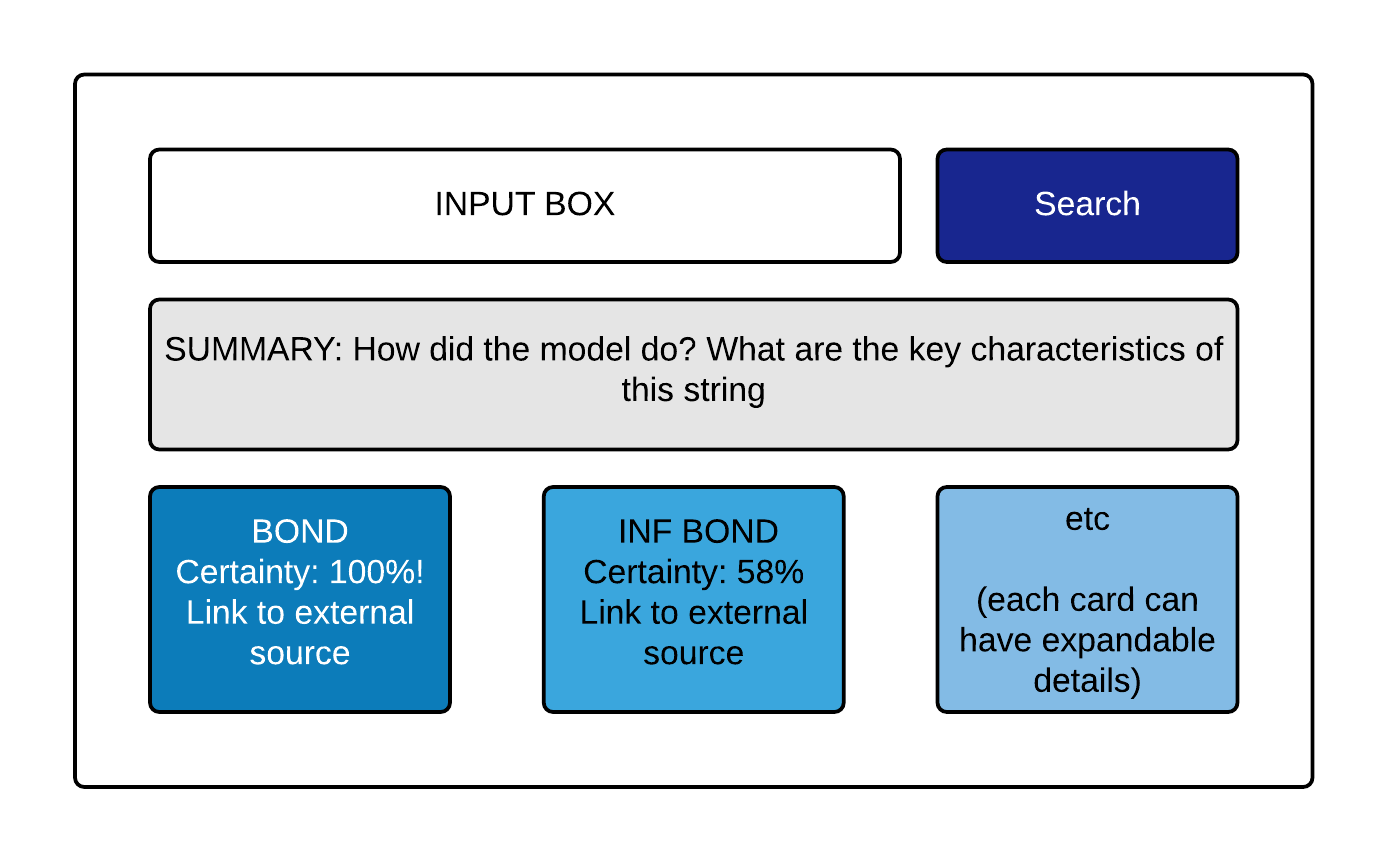 INPUT BOX
Search
SUMMARY: How did the model do? What are the key characteristics of
this string
BOND
Certainty: 100%!
Link to external
source
INF BOND
Certainty: 58%
Link to external
source
etc
(each card can
have expandable
details)